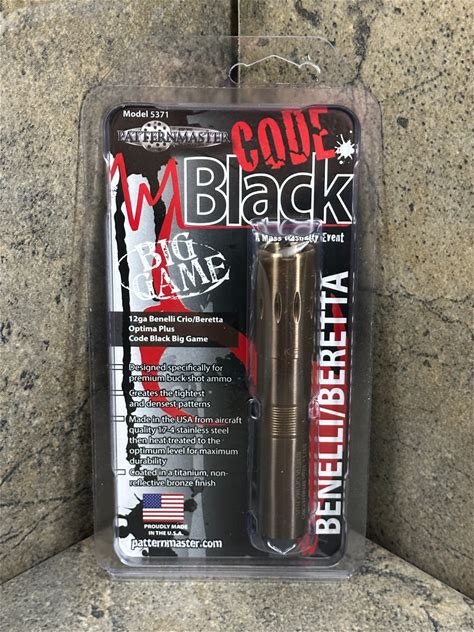 Model 5371
PATTERNMASTER
CODE
Black
A Mass Casualty Event
BIG
GAME
12ga Benelli Crio/Beretta
Optima Plus
Code Black Big Game
Designed specifically for
premium buck shot ammo
Creates the tightest
and densest patterns
Made in the USA from aircraft
quality 17-4 stainless steel
then heat treated to the
optimum level for maximum
durability
Coated in a titanium, non-
reflective bronze finish
BENELLI/BERETTA
PROUDLY MADE
IN THE U.S.A.
patternmaster.com